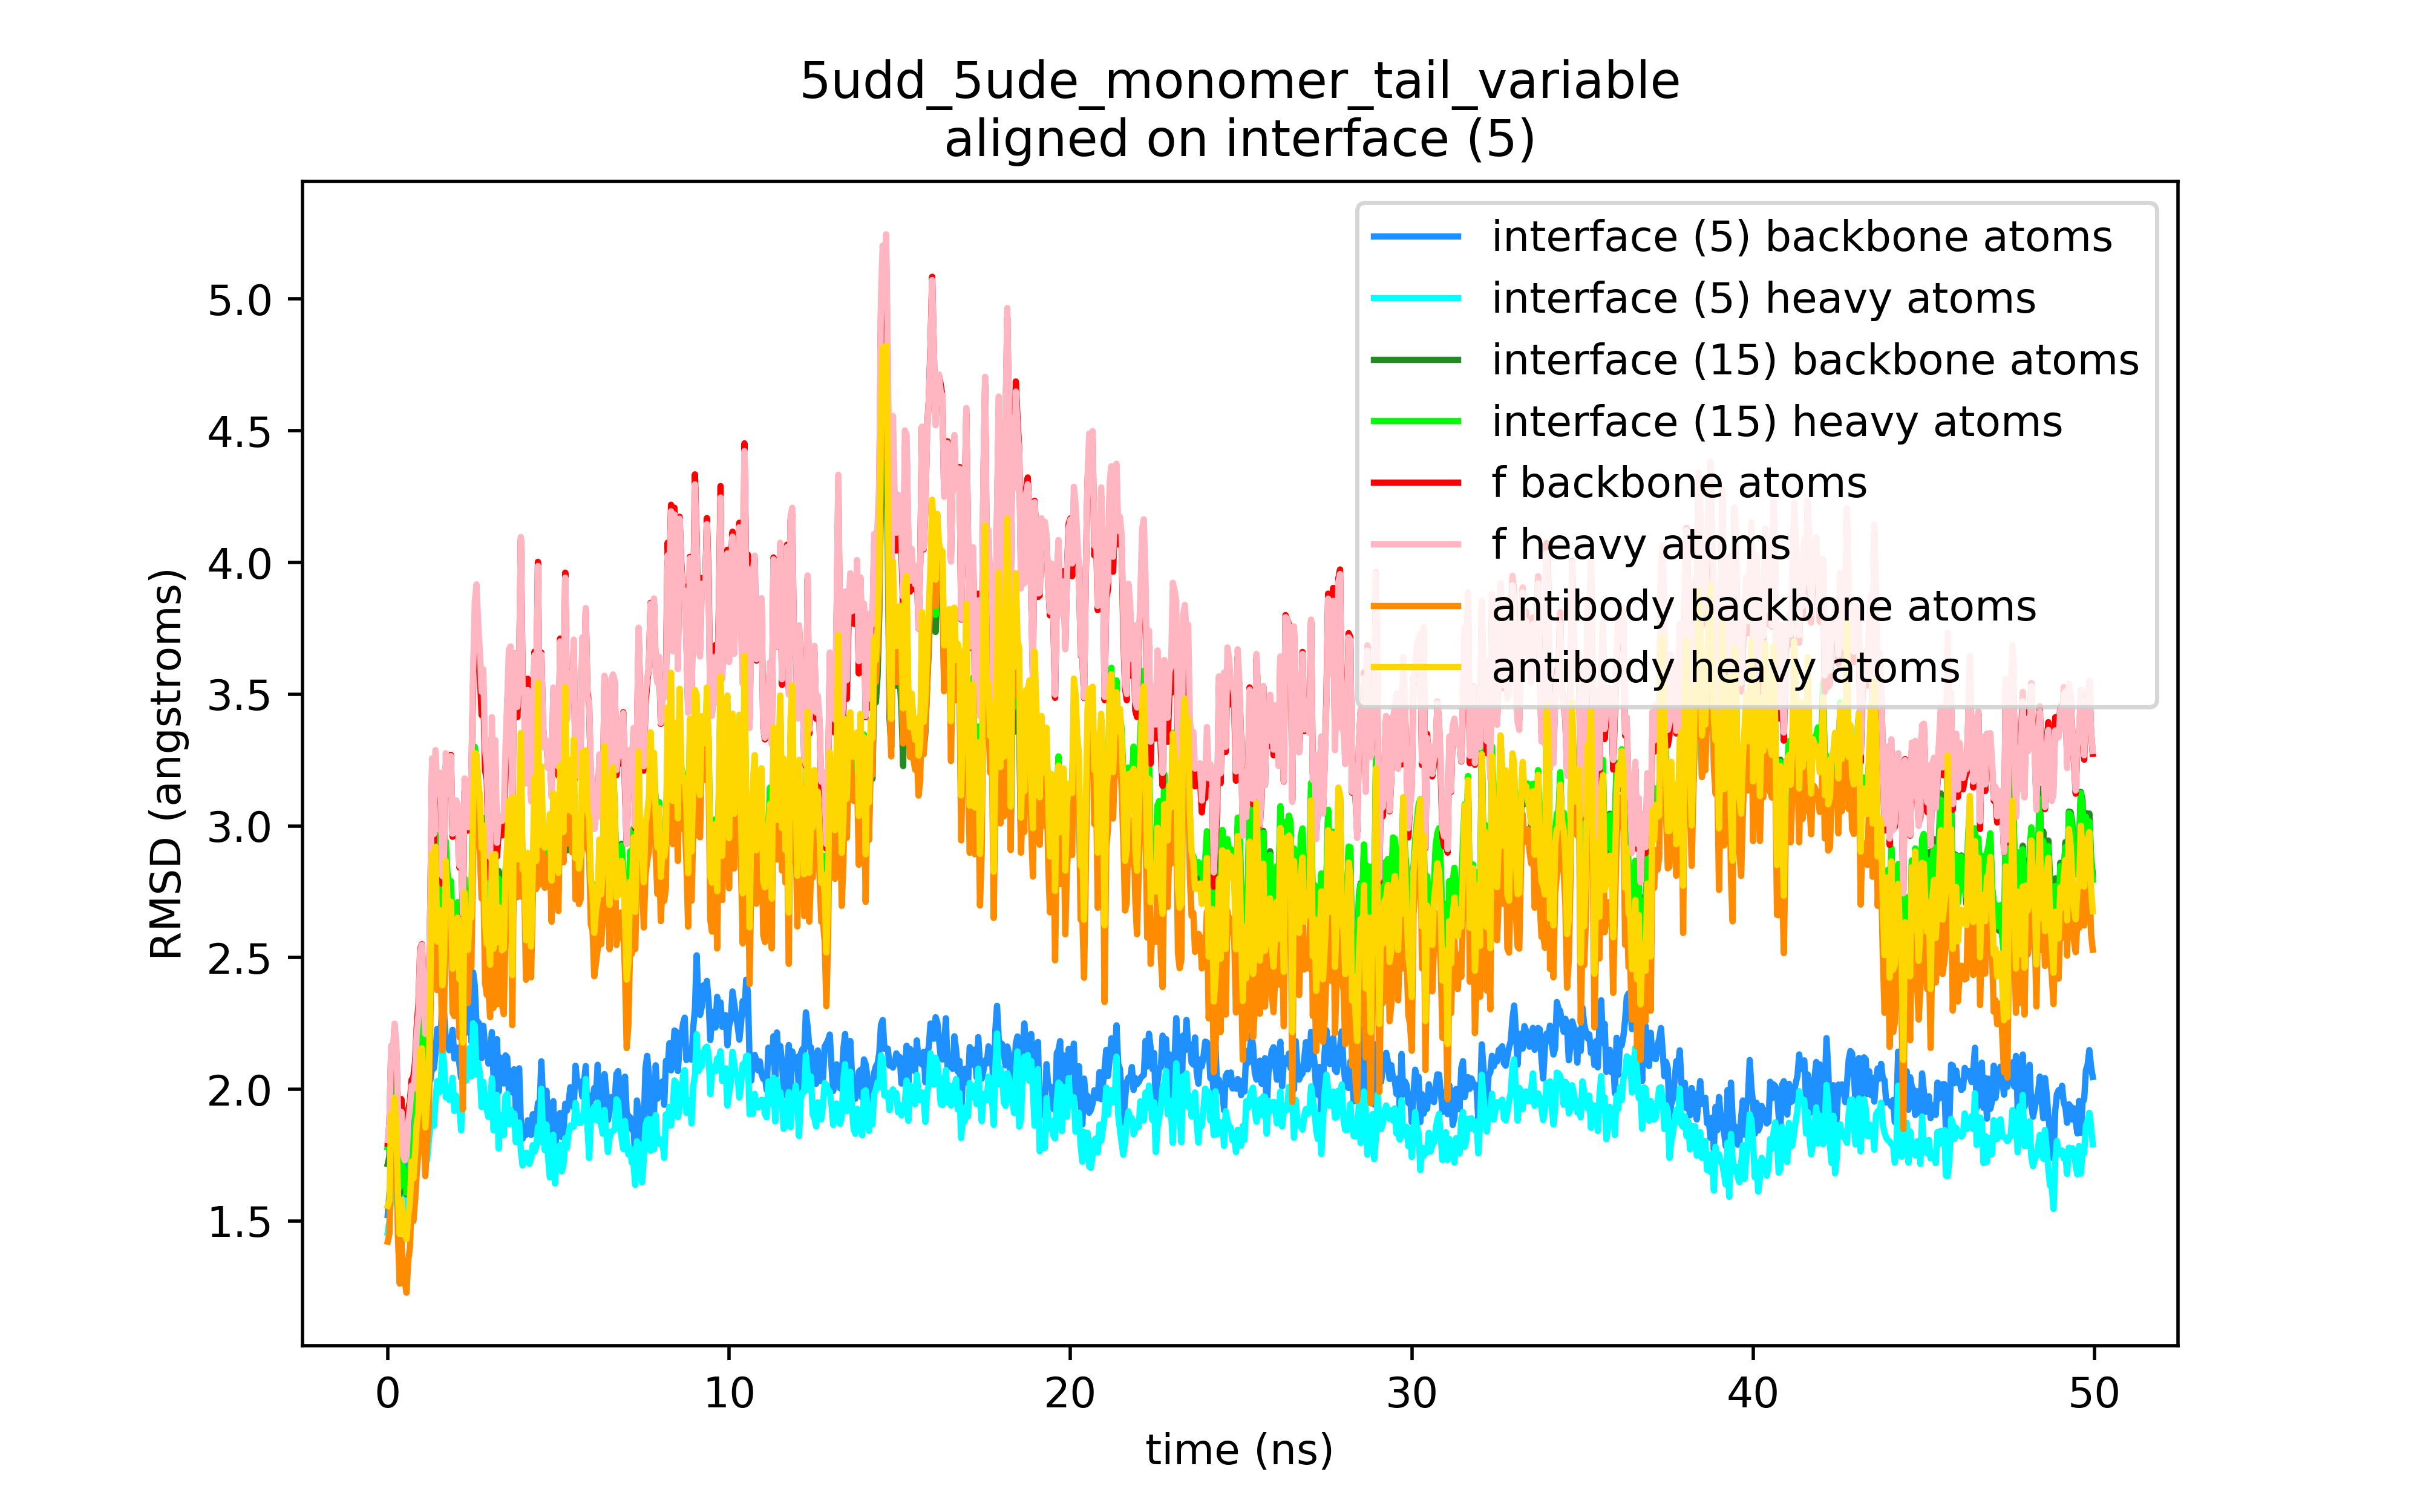 5udd_5ude_monomer_tail_variable
aligned on interface (5)
interface (5) backbone atoms
interface (5) heavy atoms
interface (15) backbone atoms
interface (15) heavy atoms
f backbone atoms
f heavy atoms
antibody backbone atoms
antibody heavy atoms
RMSD (angstroms)
5.0
4.5
4.0
3.5
3.0
2.5
2.0
1.5
0
10
20
30
40
50
time (ns)